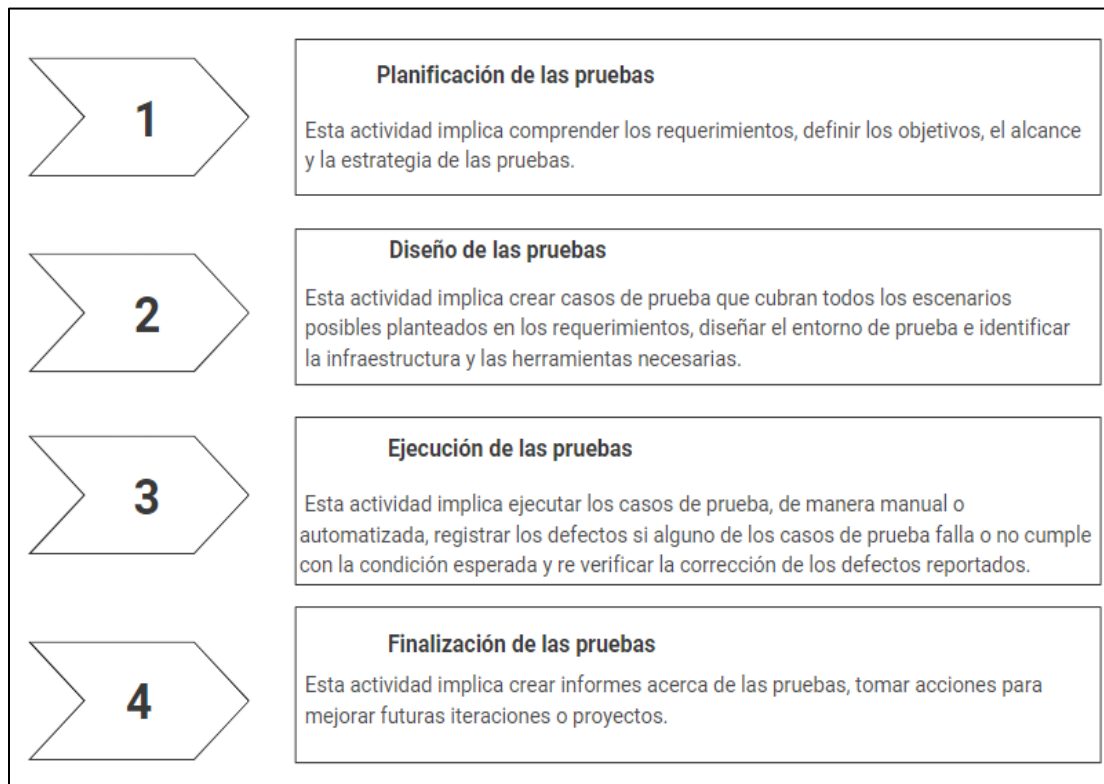 1
Planificación de las pruebas
Esta actividad implica comprender los requerimientos, definir los objetivos, el alcance
y la estrategia de las pruebas.
2
Diseño de las pruebas
Esta actividad implica crear casos de prueba que cubran todos los escenarios
posibles planteados en los requerimientos, diseñar el entorno de prueba e identificar
la infraestructura y las herramientas necesarias.
3
Ejecución de las pruebas
Esta actividad implica ejecutar los casos de prueba, de manera manual o
automatizada, registrar los defectos si alguno de los casos de prueba falla o no cumple
con la condición esperada y re verificar la corrección de los defectos reportados.
4
Finalización de las pruebas
Esta actividad implica crear informes acerca de las pruebas, tomar acciones para
mejorar futuras iteraciones o proyectos.